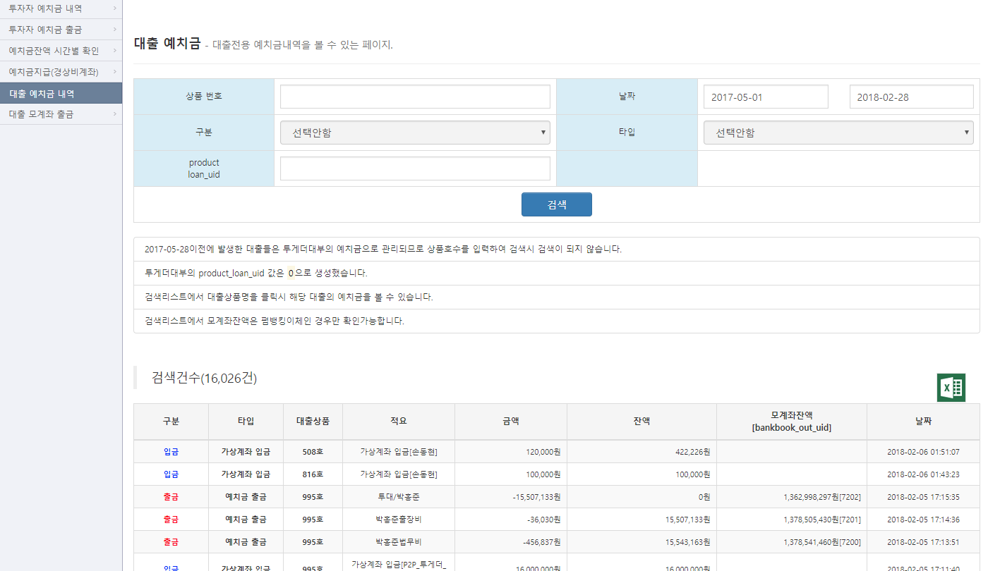 투자자 예치금 내역
투자자 예치금 출금
예치금잔액 시간별 확인
예치금지급(경상비계좌)
대출 예치금 내역
대출 모계좌 출금
대출 예치금 - 대출전용 예치금내역을 볼 수 있는 페이지.
상품 번호 날짜 2017-05-01 2018-02-28
구분 선택안함 타입 선택안함
product
loan_uid
검색
2017-05-28이전에 발생한 대출들은 투게더대부의 예치금으로 관리되므로 상품호수를 입력하여 검색시 검색이 되지 않습니다.
투게더대부의 product_loan_uid 값은 0으로 생성했습니다.
검색리스트에서 대출상품명을 클릭시 해당 대출의 예치금을 볼 수 있습니다.
검색리스트에서 모계좌잔액은 펌뱅킹이체인 경우만 확인가능합니다.
검색건수(16,026건)
X
구분 타입 대출상품 적요 금액 잔액 모계좌잔액 날짜
[bankbook_out_uid]
입금 가상계좌 입금 508호 가상계좌 입금[손동현] 120,000원 422,226원 2018-02-06 01:51:07
입금 가상계좌 입금 816호 가상계좌 입금[손동현] 100,000원 100,000원 2018-02-06 01:43:23
출금 예치금 출금 995호 투대/박홍준 -15,507,133원 0원 1,362,998,297원[7202] 2018-02-05 17:15:35
출금 예치금 출금 995호 박홍준출장비 -36,030원 15,507,133원 1,378,505,430원[7201] 2018-02-05 17:14:36
출금 예치금 출금 995호 박홍준법무비 -456,837원 15,543,163원 1,378,541,460원[7200] 2018-02-05 17:13:51
가상계좌 입금[P2P_투게더_
입금 가상계좌 입금 995호 16,000,000원 16,000,000원 2018-02-05 17:11:40